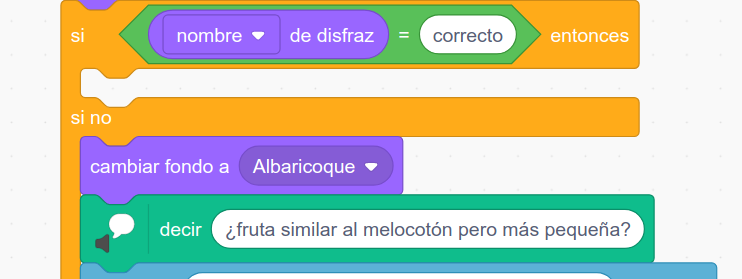 si nombre de disfraz = correcto entonces
si no
cambiar fondo a Albaricoque
decir ¿fruta similar al melocotón pero más pequeña?